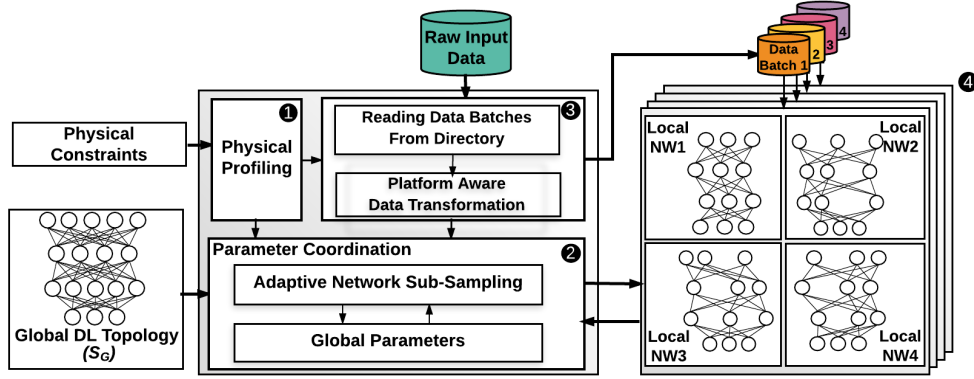 Raw Input
Data
4
3
2
Data
Batch 1
4
Physical
Constraints
1
Physical
Profiling
3
Reading Data Batches
From Directory
Platform Aware
Data Transformation
Parameter Coordination
2
Adaptive Network Sub-Sampling
Global Parameters
Global DL Topology
(S_G)
Local
NW1
Local
NW2
Local
NW3
Local
NW4